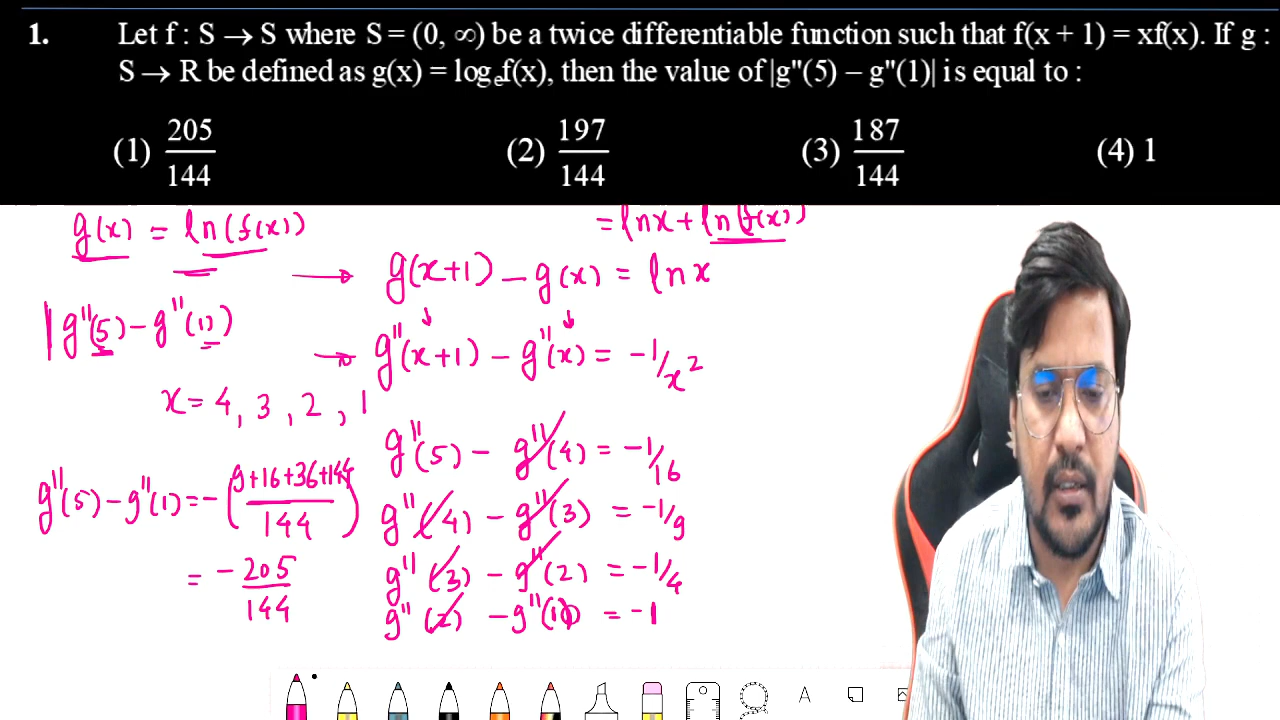 1. Let f : S → S where S = (0, ∞) be a twice differentiable function such that f(x + 1) = xf(x). If g :
S → R be defined as g(x) = logₑf(x), then the value of |g"(5) – g"(1)| is equal to :
(1) 205/144 (2) 197/144 (3) 187/144 (4) 1
g(x) = ln(f(x))
= lnx + ln(f(x))
→ g(x+1) – g(x) = lnx
|g"(5) – g"(1)
→ g"(x+1) – g"(x) = -1/x²
x = 4, 3, 2, 1
g"(5) – g"(4) = -1/16
g"(5) – g"(1) = -(9+16+36+144/144)
g"(4) – g"(3) = -1/9
= -205/144
g"(3) – g"(2) = -1/4
g"(2) – g"(1) = -1
A